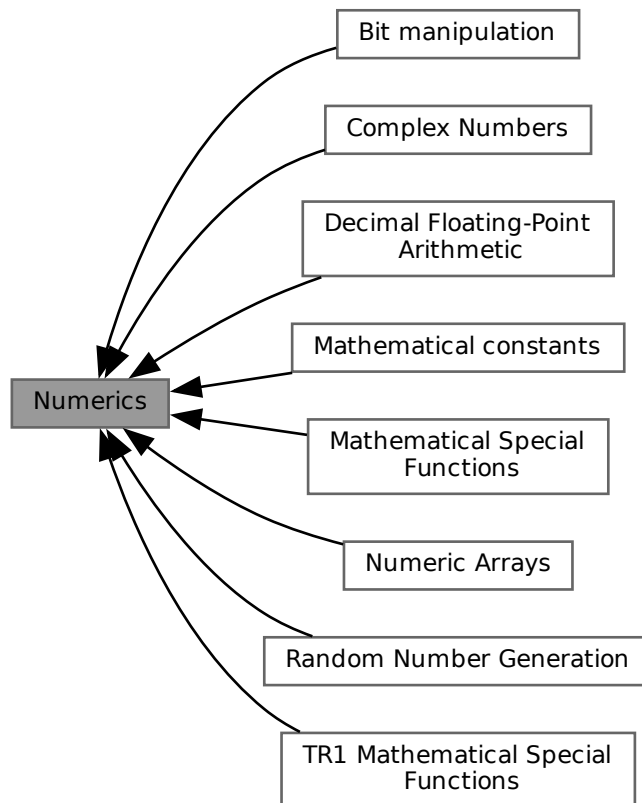 Bit manipulation
Complex Numbers
Decimal Floating-Point
Arithmetic
Mathematical constants
Numerics
Mathematical Special
Functions
Numeric Arrays
Random Number Generation
TR1 Mathematical Special
Functions